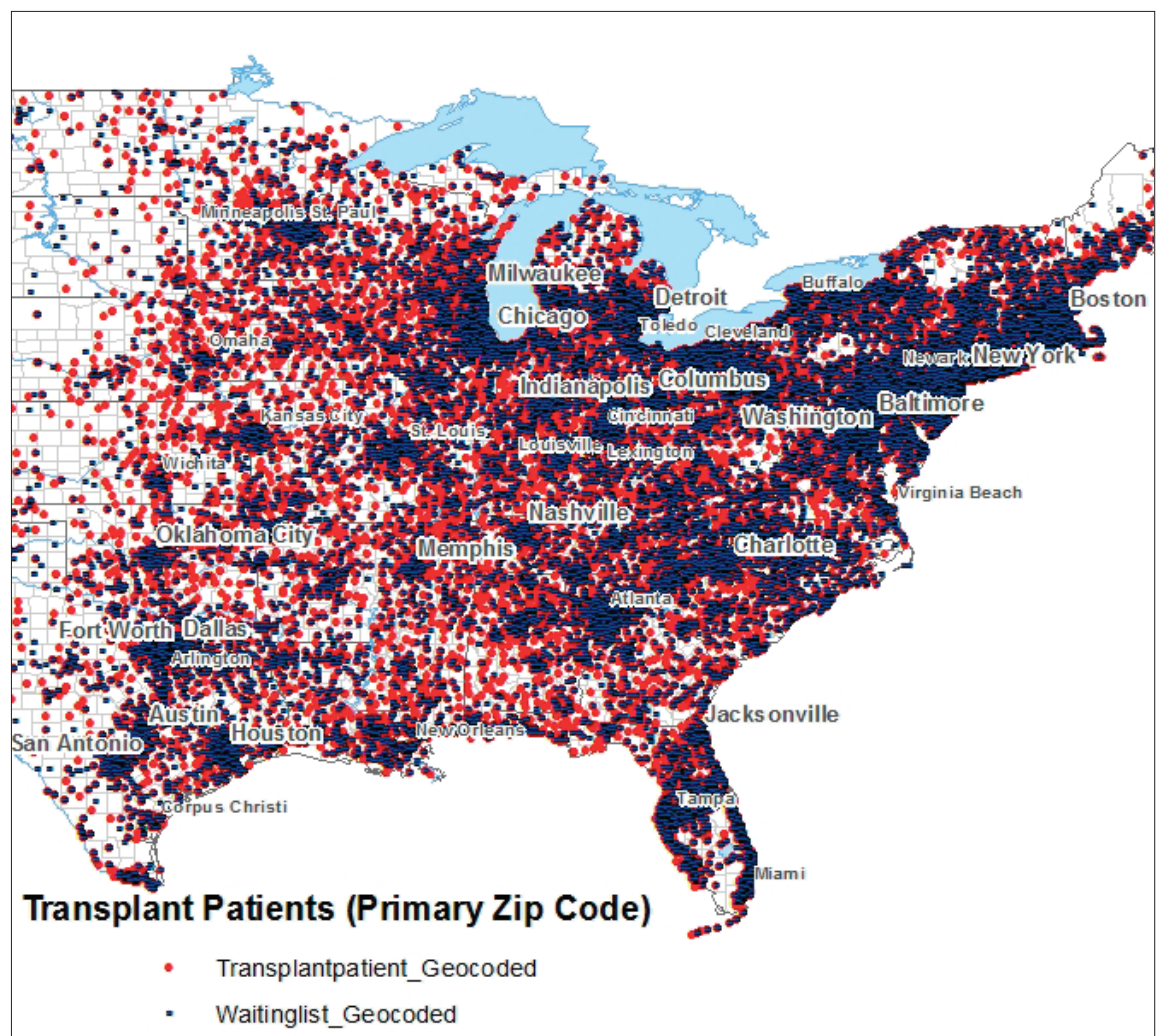 Minneapolis St. Paul
Milwaukee
Buffalo
Detroit
Boston
Chicago
Toledo
Cleveland
Omaha
Newark
New York
Indianapolis
Columbus
Baltimore
Kansas City
Cincinnati
Washington
St. Louis
Louisville
Lexington
Wichita
Virginia Beach
Nashville
Oklahoma City
Memphis
Charlotte
Atlanta
Fort Worth
Dallas
Arlington
Austin
Jacksonville
San Antonio
Houston
New Orleans
Corpus Christi
Tampa
Miami
Transplant Patients (Primary Zip Code)
Transplantpatient_Geocoded
Waitinglist_Geocoded